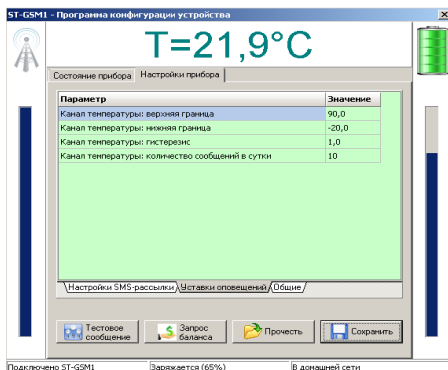 ST-GSM1 - Программа конфигурации устройства
T=21,9°C
Состояние прибора Настройки прибора
Параметр Значение
Канал температуры: верхняя граница 90,0
Канал температуры: нижняя граница -20,0
Канал температуры: гистерезис 1,0
Канал температуры: количество сообщений в сутки 10
Настройки SMS-рассылки Уставки оповещений Общие
Тестовое сообщение Запрос баланса Прочесть Сохранить
Подключено ST-GSM1 Заряжается (65%) В домашней сети